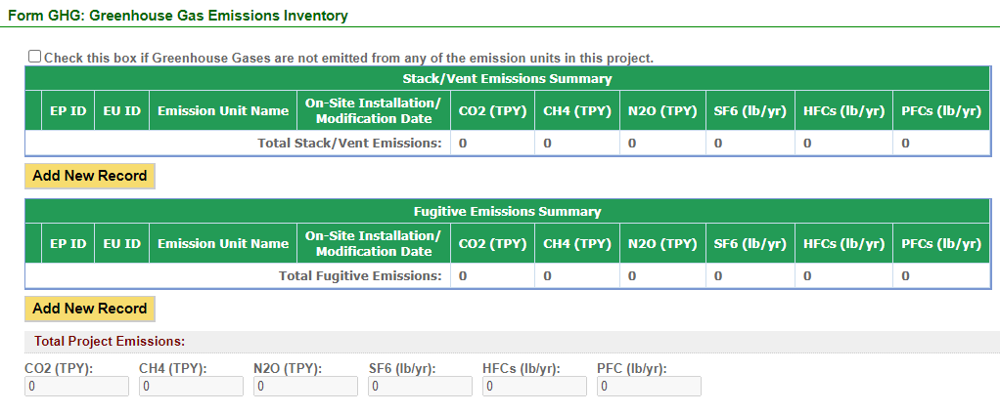 Form GHG: Greenhouse Gas Emissions Inventory
Check this box if Greenhouse Gases are not emitted from any of the emission units in this project.
Stack/Vent Emissions Summary
EP ID EU ID Emission Unit Name On-Site Installation/ Modification Date CO2 (TPY) CH4 (TPY) N2O (TPY) SF6 (lb/yr) HFCs (lb/yr) PFCs (lb/yr)
Total Stack/Vent Emissions: 0 0 0 0 0 0
Add New Record
Fugitive Emissions Summary
EP ID EU ID Emission Unit Name On-Site Installation/ Modification Date CO2 (TPY) CH4 (TPY) N2O (TPY) SF6 (lb/yr) HFCs (lb/yr) PFCs (lb/yr)
Total Fugitive Emissions: 0 0 0 0 0 0
Add New Record
Total Project Emissions:
CO2 (TPY): CH4 (TPY): N2O (TPY): SF6 (lb/yr): HFCs (lb/yr): PFC (lb/yr):
0 0 0 0 0 0